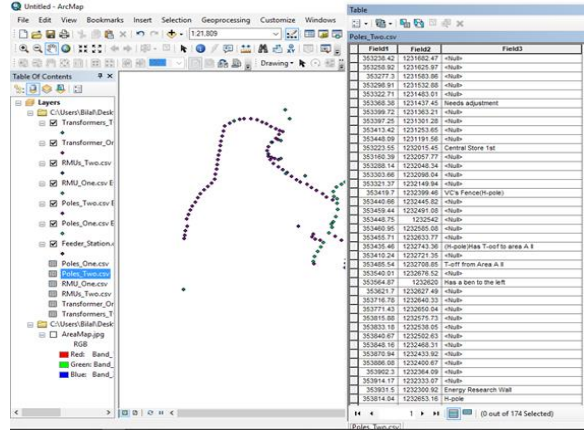 Untitled - ArcMap
File Edit View Bookmarks Insert Selection Geoprocessing Customize Windows
1:21,809
Drawing
Table Of Contents
Layers
C:\Users\Bilal\Desk
Transformers_T
Transformer_Or
RMUs_Two.csv
RMU_One.csv E
Poles_Two.csv
Poles_One.csv E
Feeder_Station.
Poles_One.csv
Poles_Two.csv
RMU_One.csv
RMUs_Two.csv
Transformer_Or
Transformers_T
C:\Users\Bilal\Desk
AreaMap.jpg
RGB
Red: Band_
Green: Band_
Blue: Band_
Table
Poles_Two.csv
Field1 Field2 Field3
353238.42 1231682.47 <Null>
353258.92 1231625.97 <Null>
353277.3 1231583.86 <Null>
353298.91 1231532.88 <Null>
353322.71 1231483.01 <Null>
353368.38 1231437.45 Needs adjustment
353399.72 1231363.21 <Null>
353397.25 1231301.28 <Null>
353413.42 1231253.65 <Null>
353448.09 1231191.56 <Null>
353223.55 1232015.45 Central Store 1st
353160.39 1232057.77 <Null>
353288.14 1232048.34 <Null>
353303.66 1232098.04 <Null>
353321.37 1232149.94 <Null>
353419.7 1232399.46 VC's Fence(H-pole)
353440.66 1232445.82 <Null>
353459.44 1232491.08 <Null>
353448.75 1232542 <Null>
353460.95 1232585.08 <Null>
353455.71 1232633.77 <Null>
353435.46 1232743.36 (H-pole)Has T-oof to area A II
353410.24 1232721.35 <Null>
353485.54 1232708.85 T-off from Area A II
353540.01 1232676.52 <Null>
353564.87 1232620 Has a ben to the left
353621.7 1232627.49 <Null>
353716.78 1232640.33 <Null>
353771.43 1232650.04 <Null>
353815.88 1232575.73 <Null>
353833.18 1232538.05 <Null>
353840.67 1232502.63 <Null>
353848.16 1232468.31 <Null>
353870.94 1232433.92 <Null>
353886.08 1232400.67 <Null>
353902.3 1232364.09 <Null>
353914.17 1232333.07 <Null>
353931.5 1232300.92 Energy Research Wall
353814.04 1232653.16 H-pole
1 (0 out of 174 Selected)
Poles_Two.csv